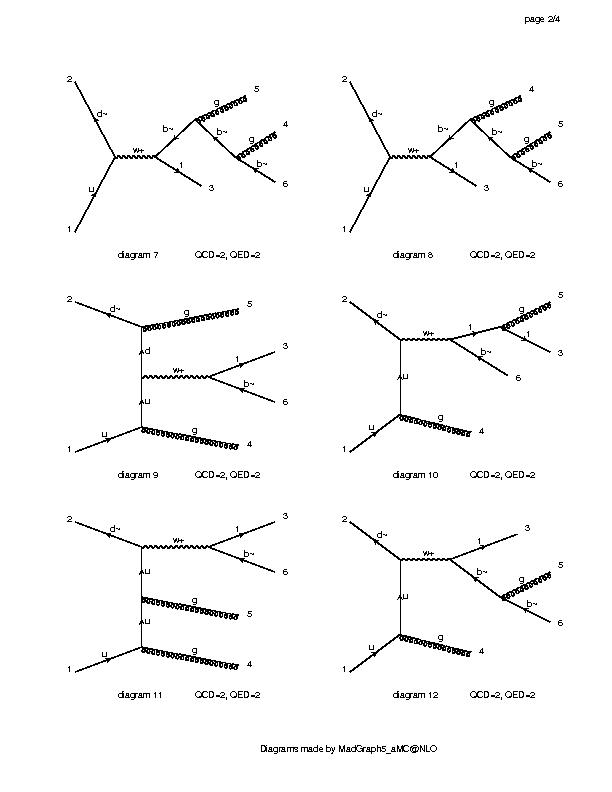 page 2/4
2 d~ u 1 w+ b~ g 5 b~ g 4 b~ 6 t 3
diagram 7 QCD=2, QED=2
2 d~ u 1 w+ b~ g 4 b~ g 5 b~ 6 t 3
diagram 8 QCD=2, QED=2
2 d~ g 5 d w+ t 3 b~ 6 u u 1 g 4
diagram 9 QCD=2, QED=2
2 d~ w+ t g 5 t 3 b~ 6 u u 1 g 4
diagram 10 QCD=2, QED=2
2 d~ w+ t 3 b~ 6 u g 5 u u 1 g 4
diagram 11 QCD=2, QED=2
2 d~ w+ t 3 b~ g 5 b~ 6 u u 1 g 4
diagram 12 QCD=2, QED=2
Diagrams made by MadGraph5_aMC@NLO